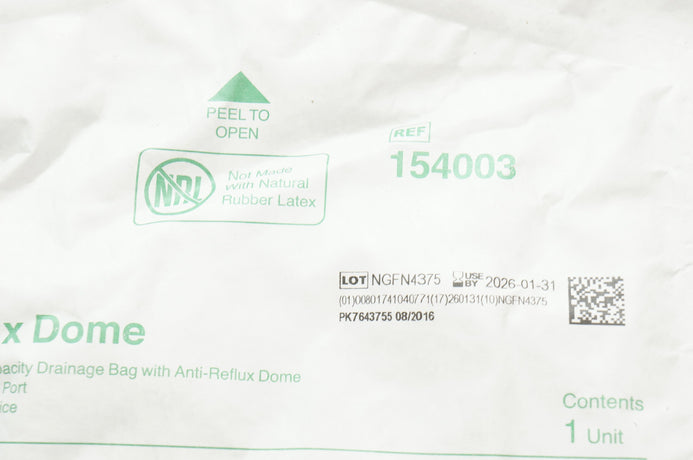 PEEL TO
OPEN
REF
154003
NRL
Not Made
with Natural
Rubber Latex
LOT NGFN4375 USE BY 2026-01-31
(01)00801741040771(17)260131(10)NGFN4375
PK7643755 08/2016
x Dome
acity Drainage Bag with Anti-Reflux Dome
Port
ice
Contents
1 Unit